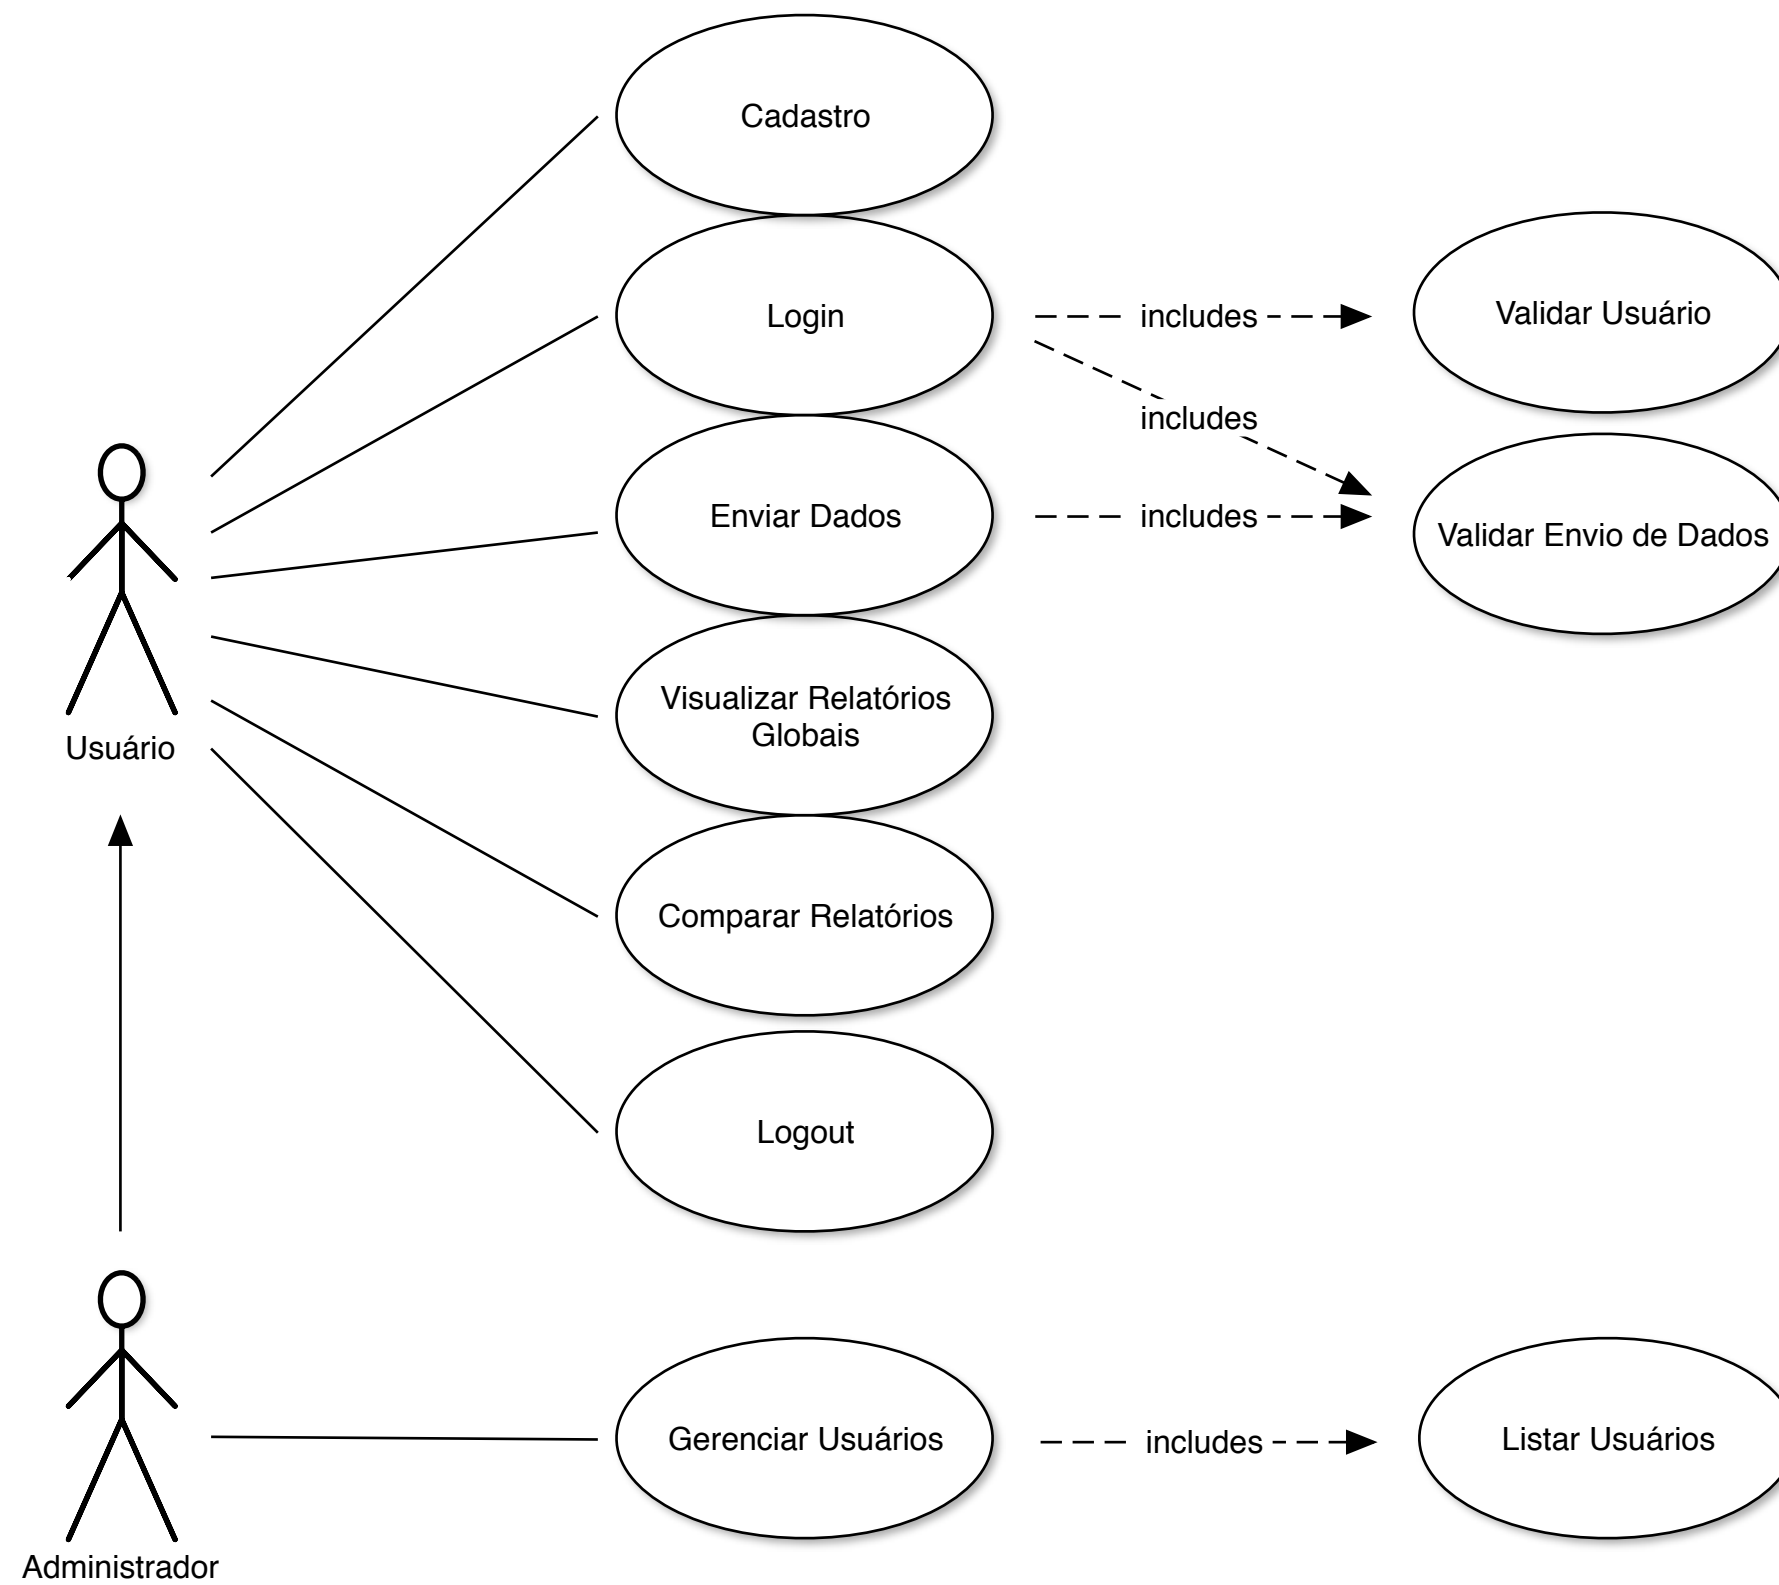 Cadastro
Login
includes
Validar Usuário
includes
Enviar Dados
includes
Validar Envio de Dados
Visualizar Relatórios
Globais
Usuário
Comparar Relatórios
Logout
Gerenciar Usuários
includes
Listar Usuários
Administrador